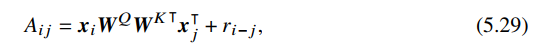 A_{ij} = x_i W^Q W^{K⊤} x_j^⊤ + r_{i−j}, (5.29)